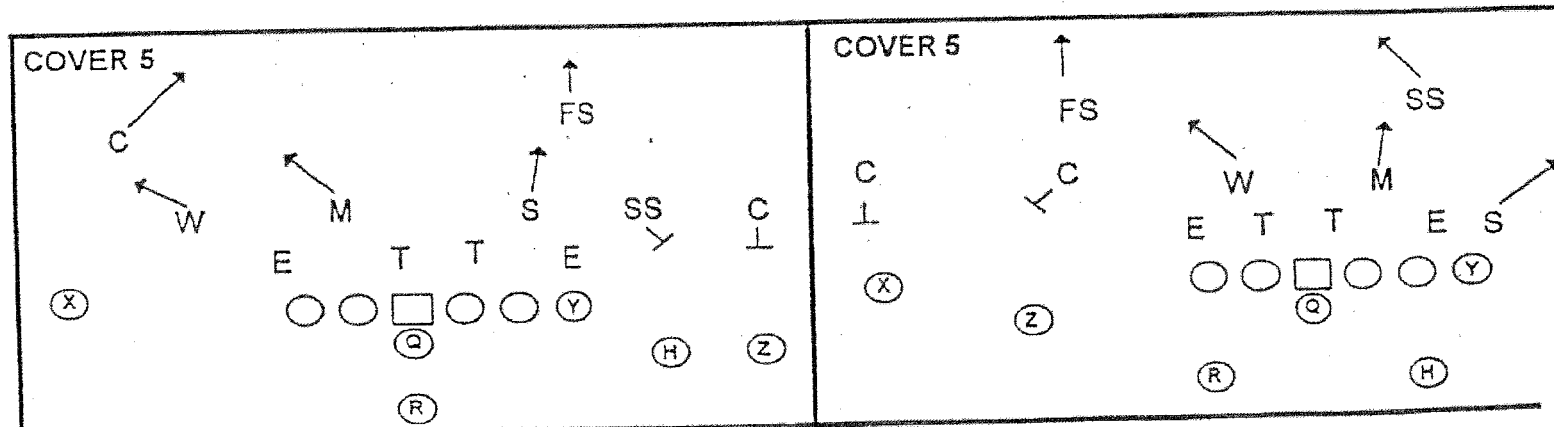 COVER 5
FS
C
W M S SS C
E T T E
X Y
Q H Z
R
COVER 5
SS
FS
C C W M
E T T E S
X Y
Z Q
R H